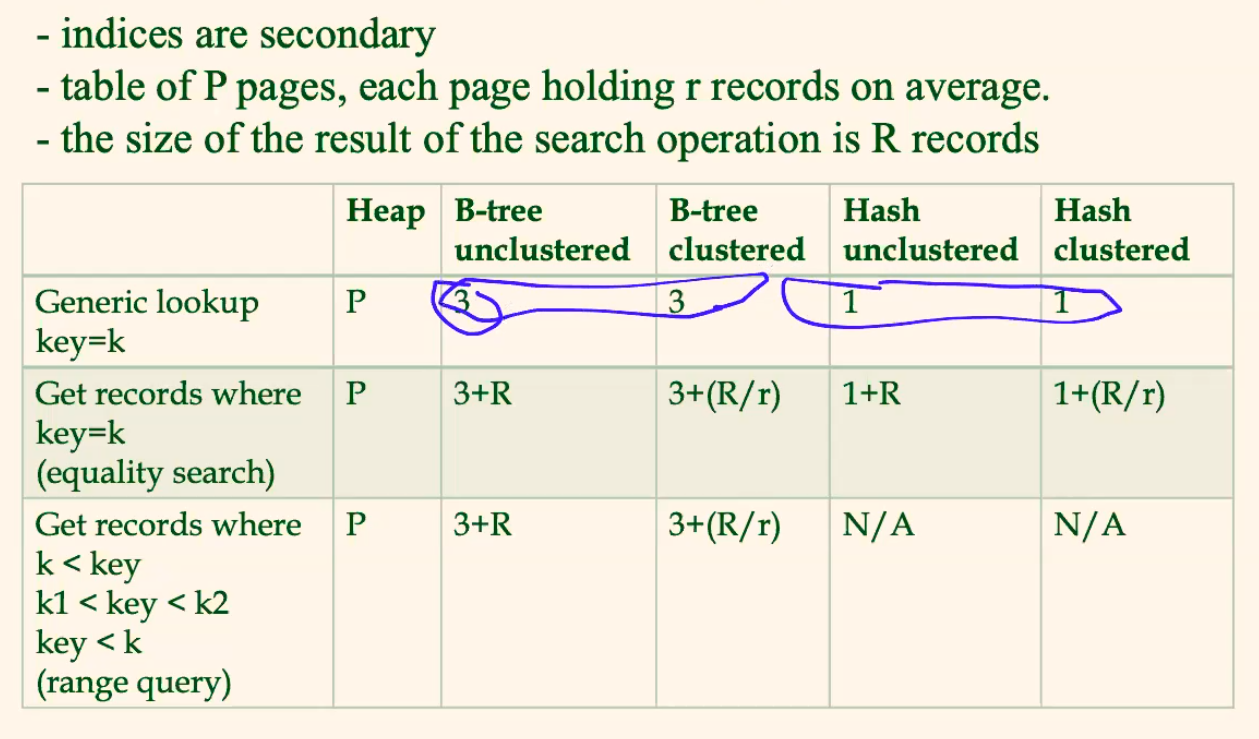 - indices are secondary
- table of P pages, each page holding r records on average.
- the size of the result of the search operation is R records
Heap B-tree unclustered B-tree clustered Hash unclustered Hash clustered
Generic lookup key=k P 3 3 1 1
Get records where key=k (equality search) P 3+R 3+(R/r) 1+R 1+(R/r)
Get records where k < key k1 < key < k2 key < k (range query) P 3+R 3+(R/r) N/A N/A